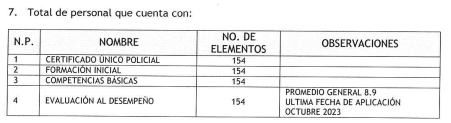 7. Total de personal que cuenta con:
N.P. NOMBRE NO. DE ELEMENTOS OBSERVACIONES
1 CERTIFICADO ÚNICO POLICIAL 154
2 FORMACIÓN INICIAL 154
3 COMPETENCIAS BÁSICAS 154
4 EVALUACIÓN AL DESEMPEÑO 154 PROMEDIO GENERAL 8.9
ULTIMA FECHA DE APLICACIÓN
OCTUBRE 2023